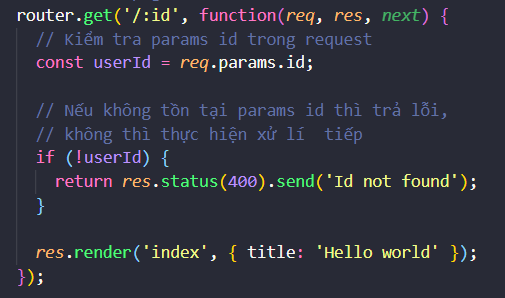 router.get('/:id', function(req, res, next) {
  // Kiểm tra params id trong request
  const userId = req.params.id;
  // Nếu không tồn tại params id thì trả lỗi,
  // không thì thực hiện xử lí  tiếp
  if (!userId) {
    return res.status(400).send('Id not found');
  }
  res.render('index', { title: 'Hello world' });
});